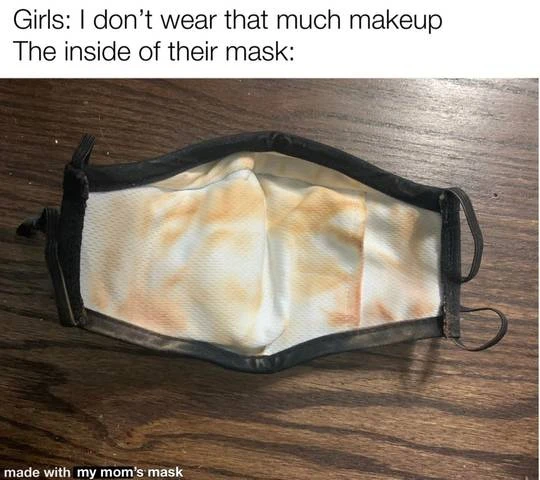 Girls: I don’t wear that much makeup
The inside of their mask:
made with my mom’s mask